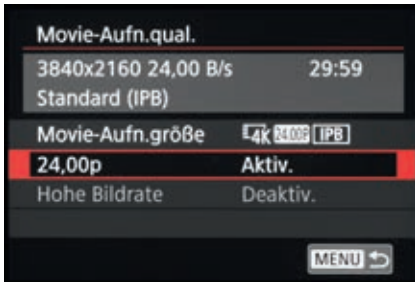 Movie-Aufn.qual.
3840x2160 24,00 B/s 29:59
Standard (IPB)
Movie-Aufn.größe 4K 24.00P IPB
24,00p Aktiv.
Hohe Bildrate Deaktiv.
MENU